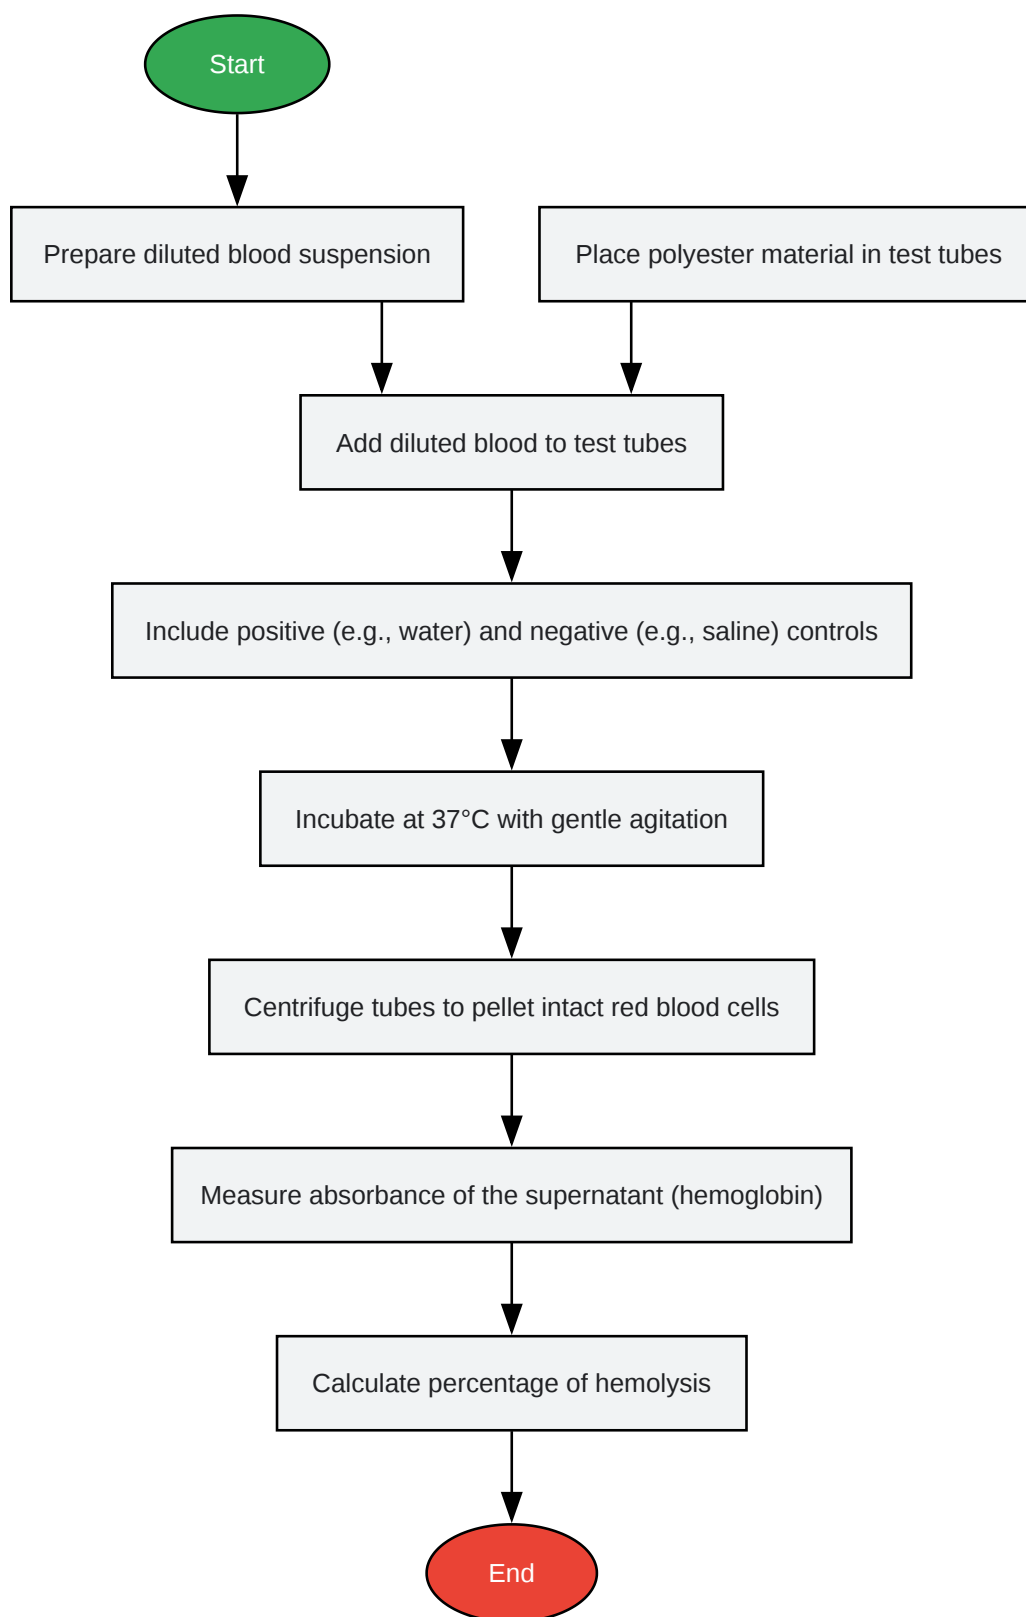 Start
Prepare diluted blood suspension
Place polyester material in test tubes
Add diluted blood to test tubes
Include positive (e.g., water) and negative (e.g., saline) controls
Incubate at 37°C with gentle agitation
Centrifuge tubes to pellet intact red blood cells
Measure absorbance of the supernatant (hemoglobin)
Calculate percentage of hemolysis
End